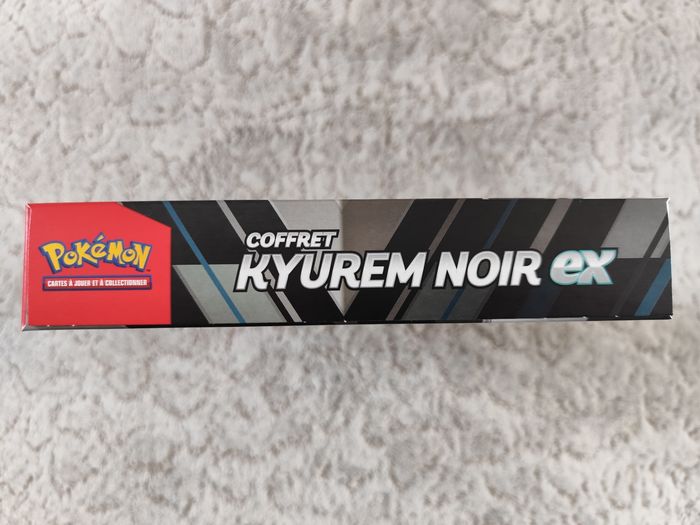 POKéMON
CARTES À JOUER ET À COLLECTIONNER
COFFRET
KYUREM NOIR ex